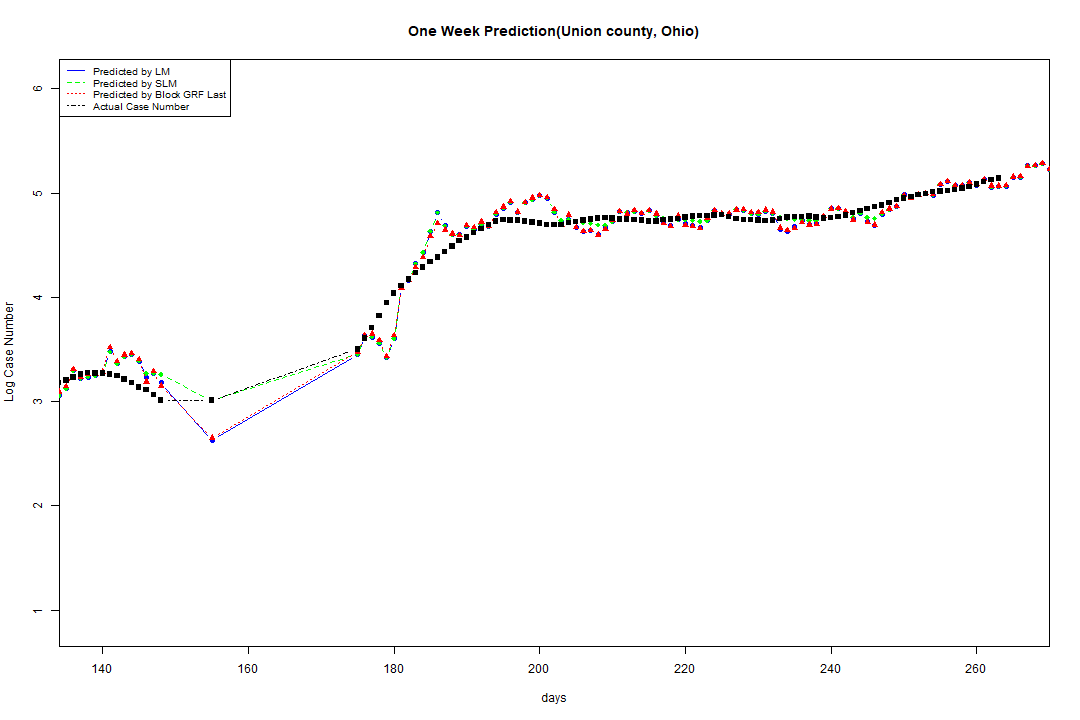 One Week Prediction(Union county, Ohio)
Predicted by LM
Predicted by SLM
Predicted by Block GRF Last
Actual Case Number
6
5
4
3
2
1
Log Case Number
140 160 180 200 220 240 260
days